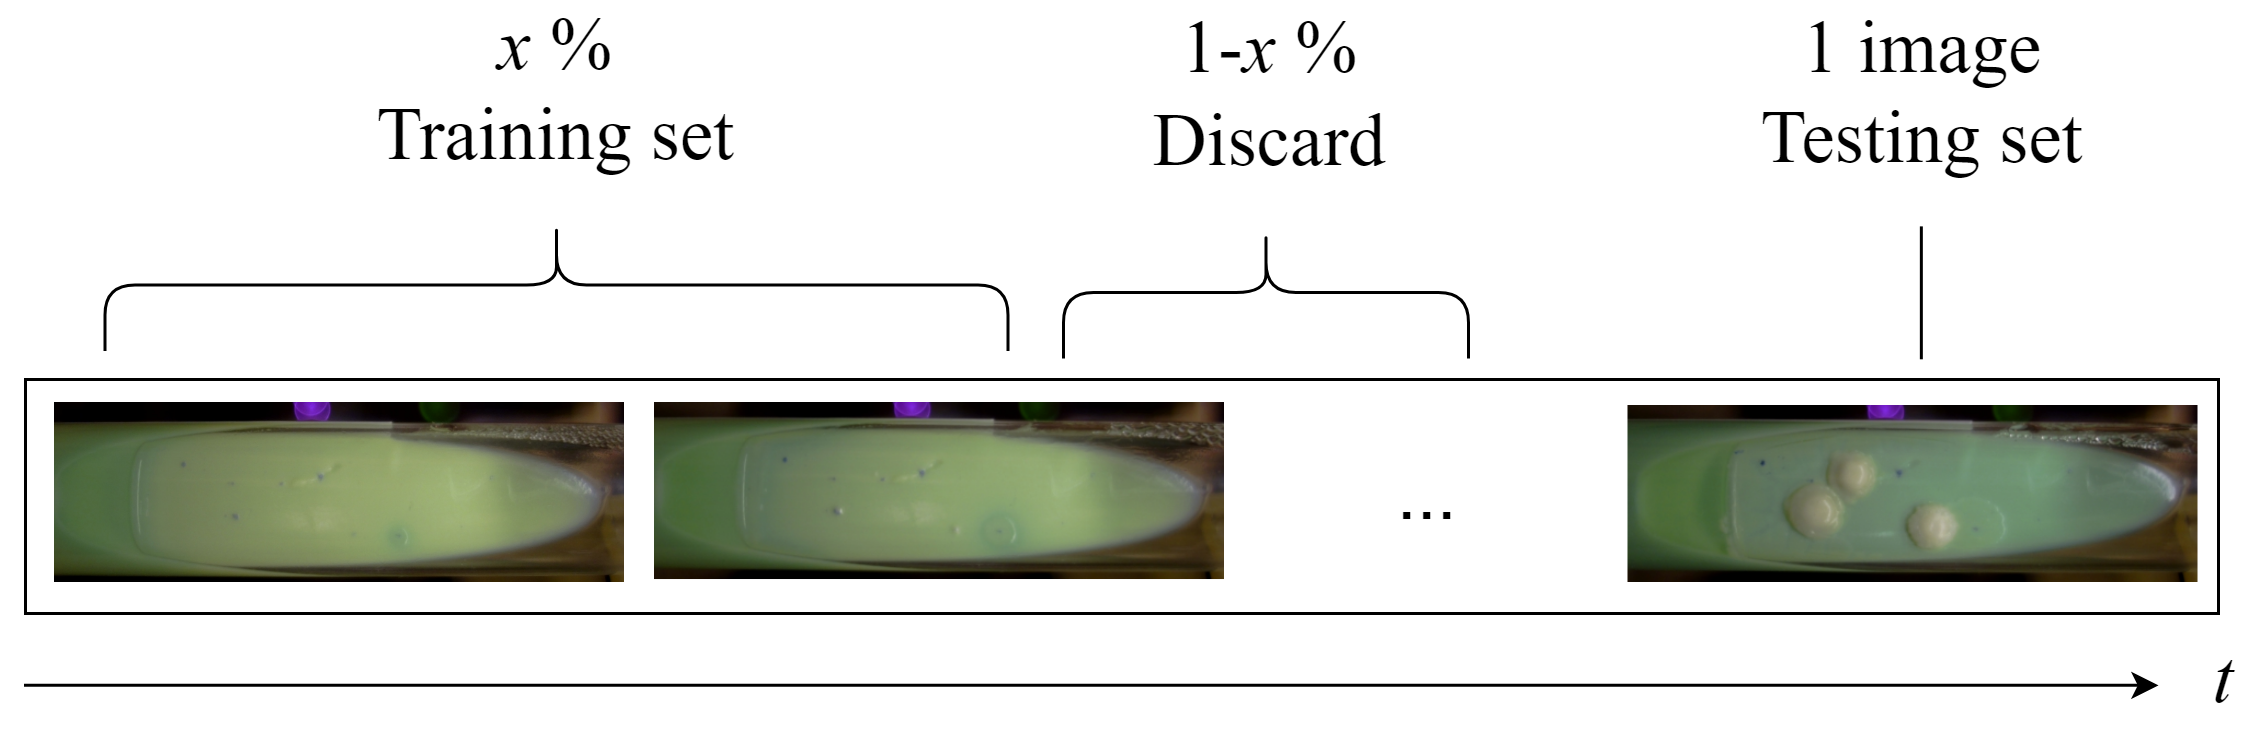 x %
Training set
1-x %
Discard
1 image
Testing set
...
t